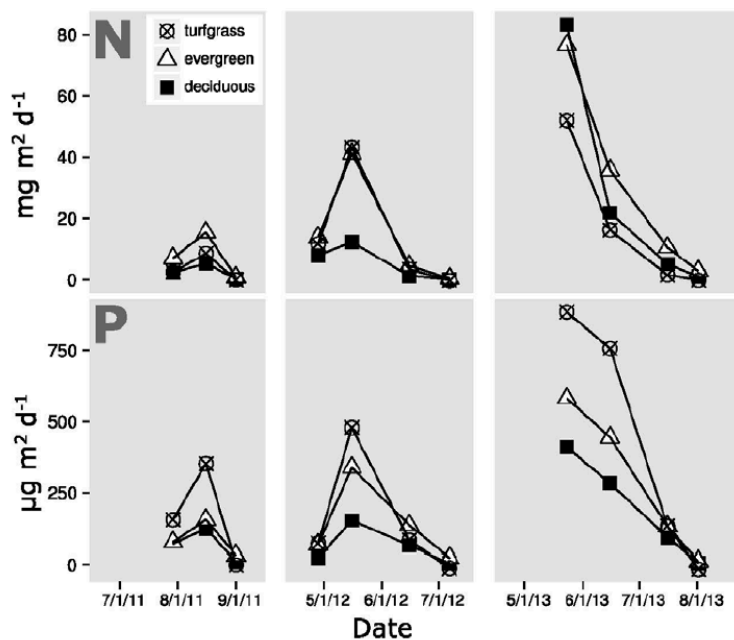 N
turfgrass
evergreen
deciduous
80
60
40
20
0
mg m² d⁻¹
P
750
500
250
0
µg m² d⁻¹
7/1/11 8/1/11 9/1/11 5/1/12 6/1/12 7/1/12 5/1/13 6/1/13 7/1/13 8/1/13
Date